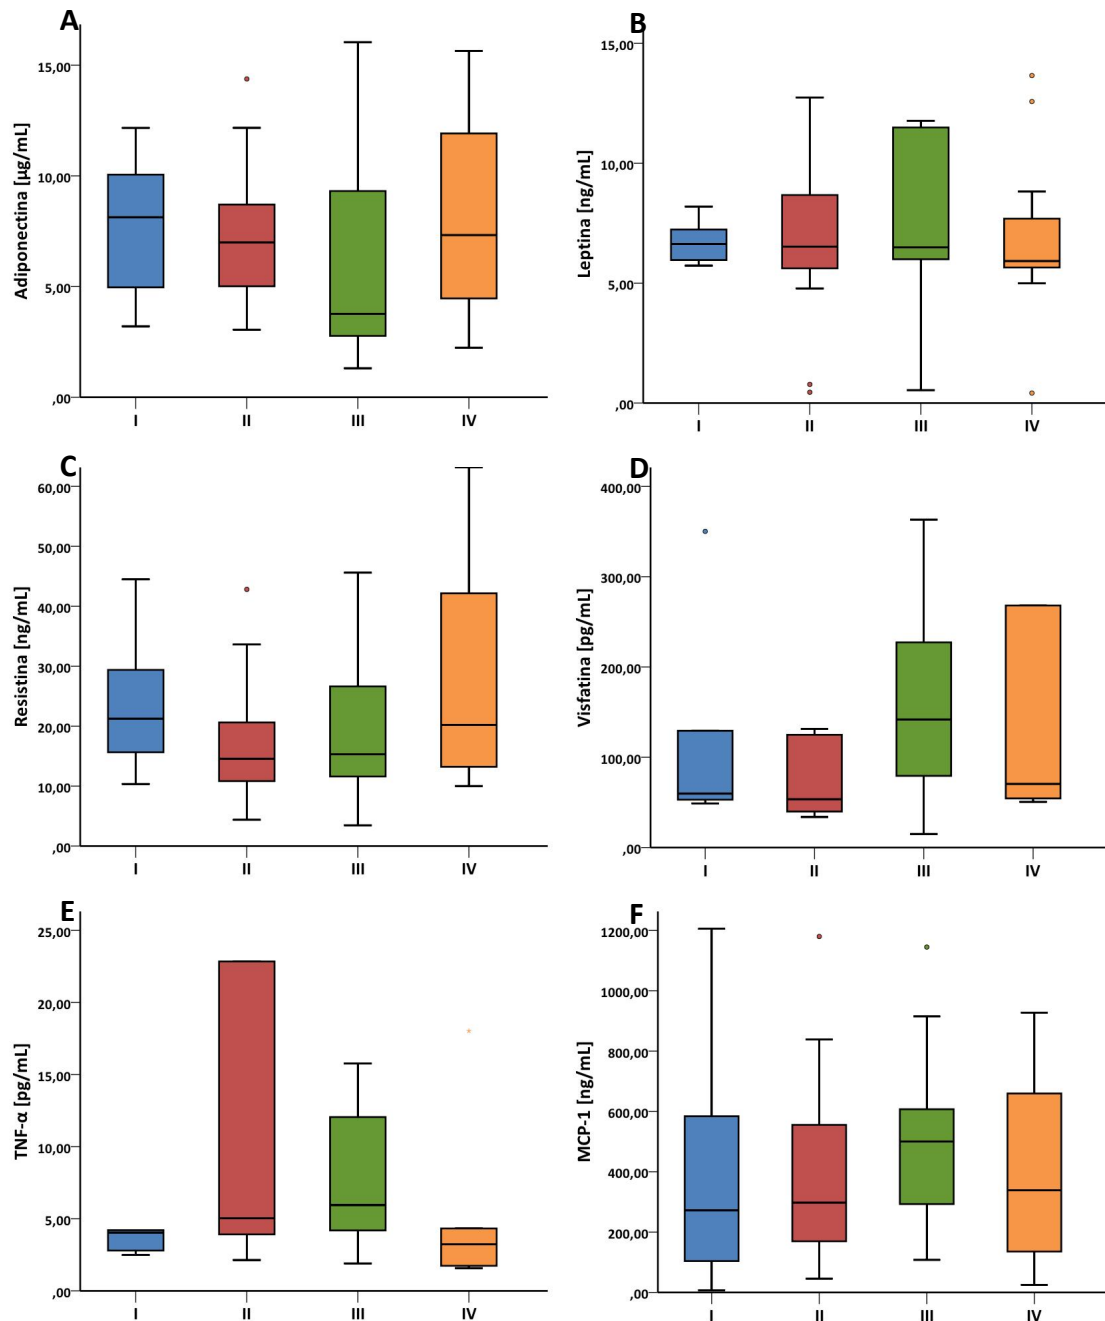 A
Adiponectina [µg/mL]
15,00
10,00
5,00
,00
I II III IV
B
Leptina [ng/mL]
15,00
10,00
5,00
,00
I II III IV
C
Resistina [ng/mL]
60,00
50,00
40,00
30,00
20,00
10,00
,00
I II III IV
D
Visfatina [pg/mL]
400,00
300,00
200,00
100,00
,00
I II III IV
E
TNF-α [pg/mL]
25,00
20,00
15,00
10,00
5,00
,00
I II III IV
F
MCP-1 [ng/mL]
1200,00
1000,00
800,00
600,00
400,00
200,00
,00
I II III IV